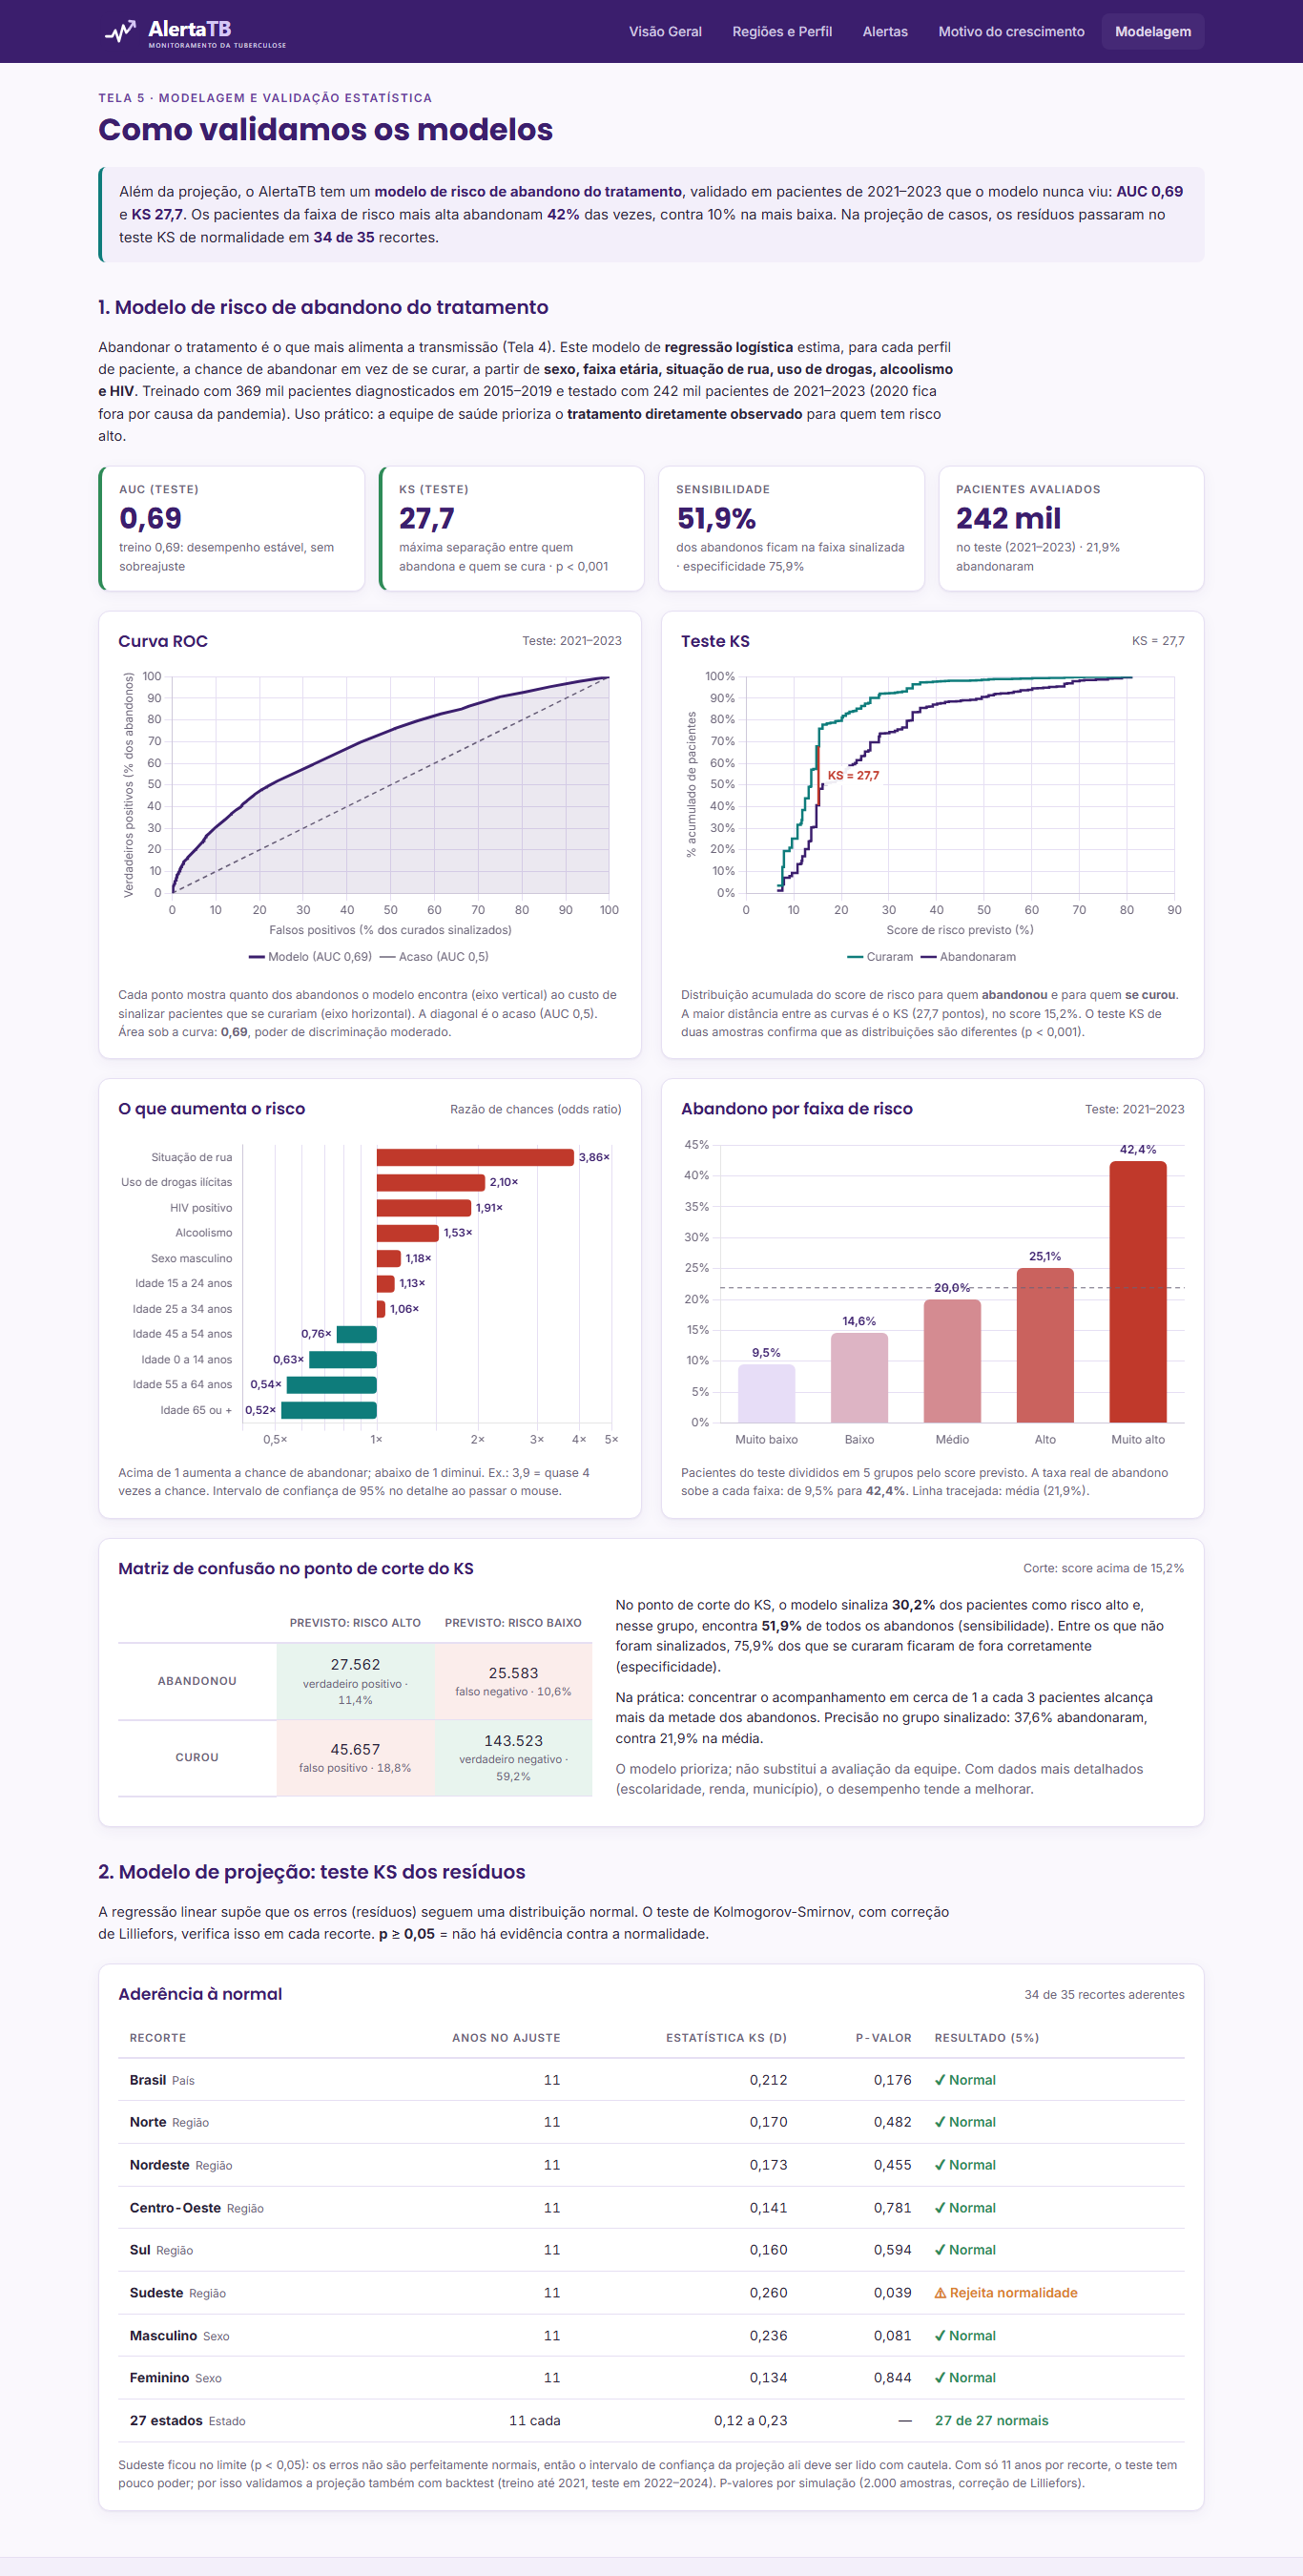 AlertaTB
MONITORAMENTO DA TUBERCULOSE
Visão Geral
Regiões e Perfil
Alertas
Motivo do crescimento
Modelagem
TELA 5 · MODELAGEM E VALIDAÇÃO ESTATÍSTICA
Como validamos os modelos
Além da projeção, o AlertaTB tem um modelo de risco de abandono do tratamento, validado em pacientes de 2021–2023 que o modelo nunca viu: AUC 0,69
e KS 27,7. Os pacientes da faixa de risco mais alta abandonam 42% das vezes, contra 10% na mais baixa. Na projeção de casos, os resíduos passaram no
teste KS de normalidade em 34 de 35 recortes.
1. Modelo de risco de abandono do tratamento
Abandonar o tratamento é o que mais alimenta a transmissão (Tela 4). Este modelo de regressão logística estima, para cada perfil
de paciente, a chance de abandonar em vez de se curar, a partir de sexo, faixa etária, situação de rua, uso de drogas, alcoolismo
e HIV. Treinado com 369 mil pacientes diagnosticados em 2015–2019 e testado com 242 mil pacientes de 2021–2023 (2020 fica
fora por causa da pandemia). Uso prático: a equipe de saúde prioriza o tratamento diretamente observado para quem tem risco
alto.
AUC (TESTE)
0,69
treino 0,69: desempenho estável, sem
sobreajuste
KS (TESTE)
27,7
máxima separação entre quem
abandona e quem se cura · p < 0,001
SENSIBILIDADE
51,9%
dos abandonos ficam na faixa sinalizada
· especificidade 75,9%
PACIENTES AVALIADOS
242 mil
no teste (2021–2023) · 21,9%
abandonaram
Curva ROC
Teste: 2021–2023
Verdadeiros positivos (% dos abandonos)
100
90
80
70
60
50
40
30
20
10
0
0 10 20 30 40 50 60 70 80 90 100
Falsos positivos (% dos curados sinalizados)
Modelo (AUC 0,69) Acaso (AUC 0,5)
Cada ponto mostra quanto dos abandonos o modelo encontra (eixo vertical) ao custo de
sinalizar pacientes que se curariam (eixo horizontal). A diagonal é o acaso (AUC 0,5).
Área sob a curva: 0,69, poder de discriminação moderado.
Teste KS
KS = 27,7
% acumulado de pacientes
100%
90%
80%
70%
60%
50%
40%
30%
20%
10%
0%
KS = 27,7
0 10 20 30 40 50 60 70 80 90
Score de risco previsto (%)
Curaram Abandonaram
Distribuição acumulada do score de risco para quem abandonou e para quem se curou.
A maior distância entre as curvas é o KS (27,7 pontos), no score 15,2%. O teste KS de
duas amostras confirma que as distribuições são diferentes (p < 0,001).
O que aumenta o risco
Razão de chances (odds ratio)
Situação de rua 3,86×
Uso de drogas ilícitas 2,10×
HIV positivo 1,91×
Alcoolismo 1,53×
Sexo masculino 1,18×
Idade 15 a 24 anos 1,13×
Idade 25 a 34 anos 1,06×
Idade 45 a 54 anos 0,76×
Idade 0 a 14 anos 0,63×
Idade 55 a 64 anos 0,54×
Idade 65 ou + 0,52×
0,5× 1× 2× 3× 4× 5×
Acima de 1 aumenta a chance de abandonar; abaixo de 1 diminui. Ex.: 3,9 = quase 4
vezes a chance. Intervalo de confiança de 95% no detalhe ao passar o mouse.
Abandono por faixa de risco
Teste: 2021–2023
45%
40%
35%
30%
25%
20%
15%
10%
5%
0%
9,5%
14,6%
20,0%
25,1%
42,4%
Muito baixo Baixo Médio Alto Muito alto
Pacientes do teste divididos em 5 grupos pelo score previsto. A taxa real de abandono
sobe a cada faixa: de 9,5% para 42,4%. Linha tracejada: média (21,9%).
Matriz de confusão no ponto de corte do KS
Corte: score acima de 15,2%
PREVISTO: RISCO ALTO PREVISTO: RISCO BAIXO
ABANDONOU
27.562
verdadeiro positivo ·
11,4%
25.583
falso negativo · 10,6%
CUROU
45.657
falso positivo · 18,8%
143.523
verdadeiro negativo ·
59,2%
No ponto de corte do KS, o modelo sinaliza 30,2% dos pacientes como risco alto e,
nesse grupo, encontra 51,9% de todos os abandonos (sensibilidade). Entre os que não
foram sinalizados, 75,9% dos que se curaram ficaram de fora corretamente
(especificidade).
Na prática: concentrar o acompanhamento em cerca de 1 a cada 3 pacientes alcança
mais da metade dos abandonos. Precisão no grupo sinalizado: 37,6% abandonaram,
contra 21,9% na média.
O modelo prioriza; não substitui a avaliação da equipe. Com dados mais detalhados
(escolaridade, renda, município), o desempenho tende a melhorar.
2. Modelo de projeção: teste KS dos resíduos
A regressão linear supõe que os erros (resíduos) seguem uma distribuição normal. O teste de Kolmogorov-Smirnov, com correção
de Lilliefors, verifica isso em cada recorte. p ≥ 0,05 = não há evidência contra a normalidade.
Aderência à normal
34 de 35 recortes aderentes
RECORTE ANOS NO AJUSTE ESTATÍSTICA KS (D) P-VALOR RESULTADO (5%)
Brasil País 11 0,212 0,176 ✓ Normal
Norte Região 11 0,170 0,482 ✓ Normal
Nordeste Região 11 0,173 0,455 ✓ Normal
Centro-Oeste Região 11 0,141 0,781 ✓ Normal
Sul Região 11 0,160 0,594 ✓ Normal
Sudeste Região 11 0,260 0,039 ⚠ Rejeita normalidade
Masculino Sexo 11 0,236 0,081 ✓ Normal
Feminino Sexo 11 0,134 0,844 ✓ Normal
27 estados Estado 11 cada 0,12 a 0,23 — 27 de 27 normais
Sudeste ficou no limite (p < 0,05): os erros não são perfeitamente normais, então o intervalo de confiança da projeção ali deve ser lido com cautela. Com só 11 anos por recorte, o teste tem
pouco poder; por isso validamos a projeção também com backtest (treino até 2021, teste em 2022–2024). P-valores por simulação (2.000 amostras, correção de Lilliefors).